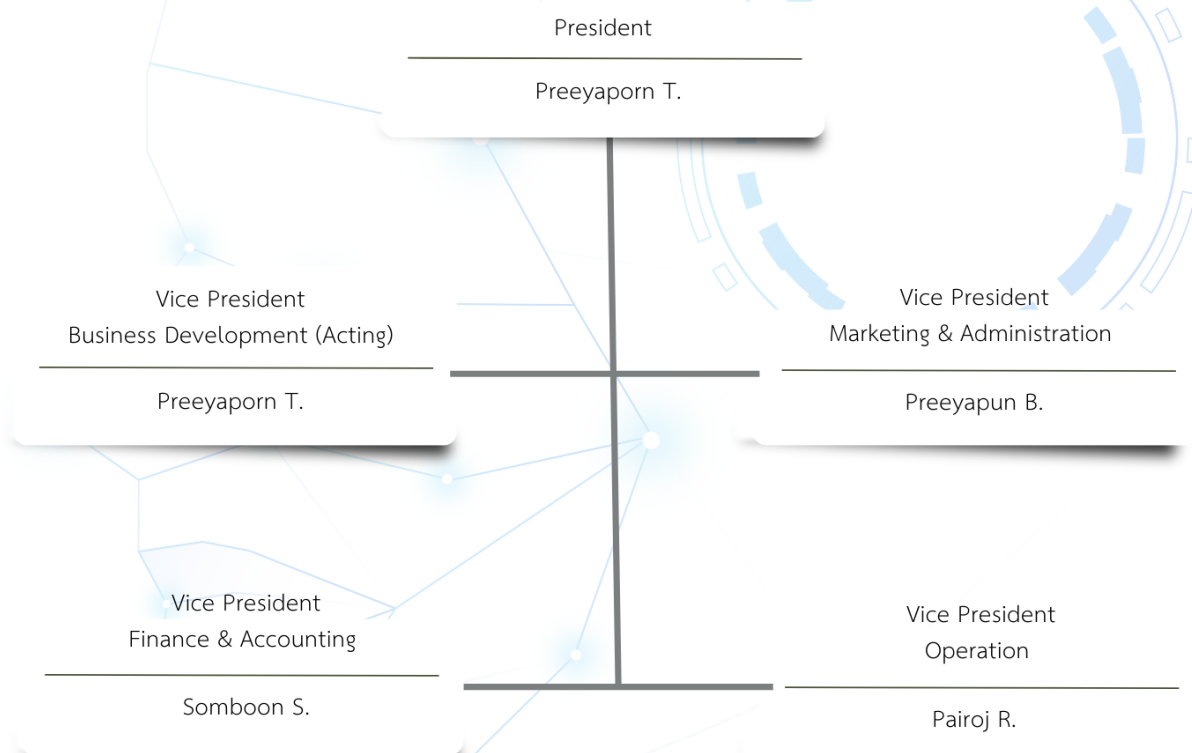 President
Preeyaporn T.
Vice President
Business Development (Acting)
Preeyaporn T.
Vice President
Marketing & Administration
Preeyapun B.
Vice President
Finance & Accounting
Somboon S.
Vice President
Operation
Pairoj R.